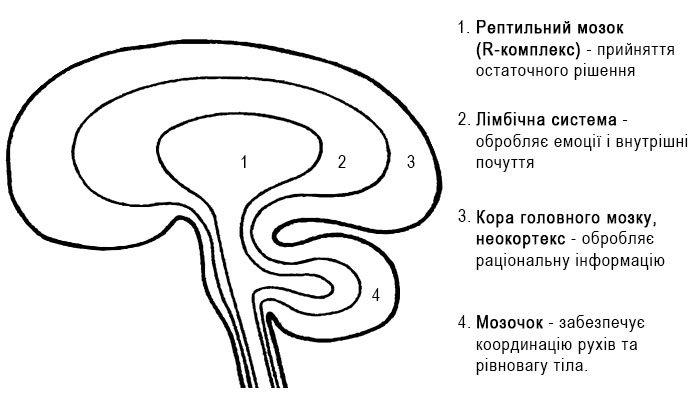 1. Рептильний мозок
(R-комплекс) - прийняття
остаточного рішення
2. Лімбічна система -
обробляє емоції і внутрішні
почуття
3. Кора головного мозку,
неокортекс - обробляє
раціональну інформацію
4. Мозочок - забезпечує
координацію рухів та
рівновагу тіла.
1
2
3
4